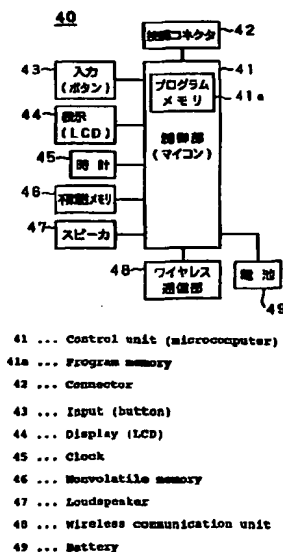 40
接続コネクタ
42
43
入力
(ボタン)
41
プログラム
メモリ
41a
44
表示
(LCD)
制御部
(マイコン)
45
時計
46
不揮発メモリ
47
スピーカ
48
ワイヤレス
通信部
電池
49
41 ... Control unit (microcomputer)
41a ... Program memory
42 ... Connector
43 ... Input (button)
44 ... Display (LCD)
45 ... Clock
46 ... Nonvolatile memory
47 ... Loudspeaker
48 ... Wireless communication unit
49 ... Battery